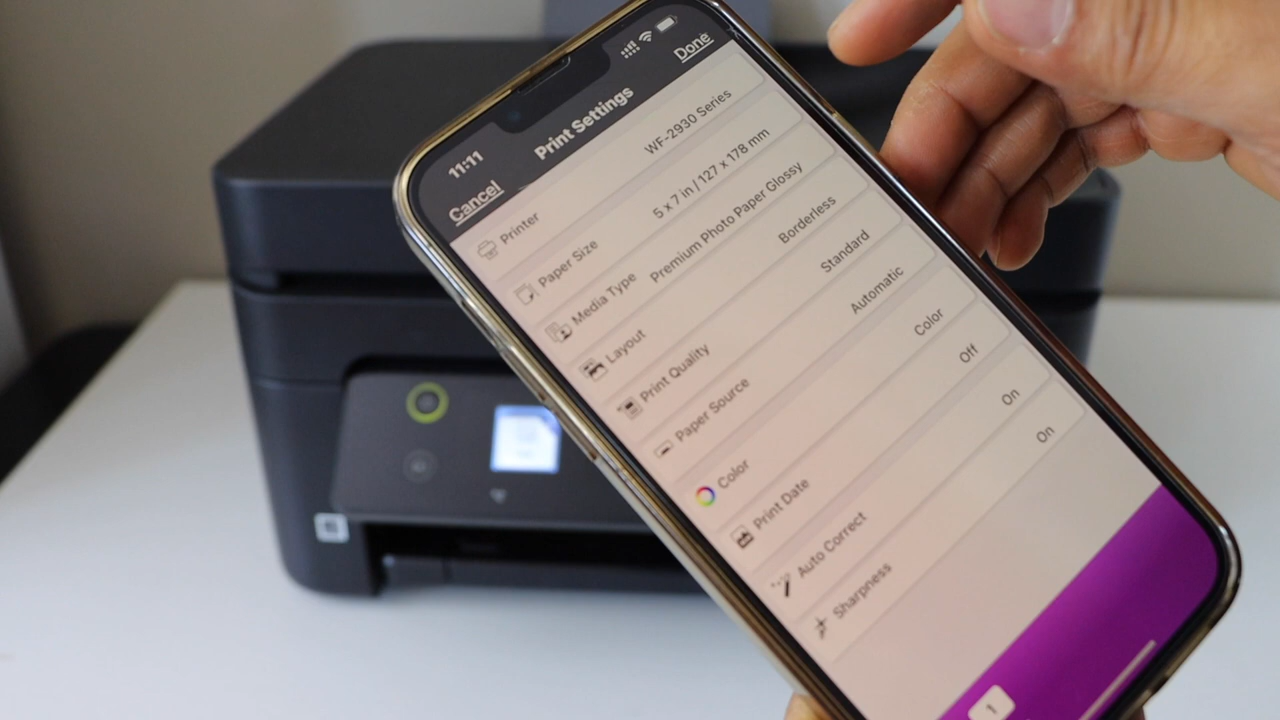 11:11
Cancel
Print Settings
Done
Printer WF-2930 Series
Paper Size 5 x 7 in / 127 x 178 mm
Media Type Premium Photo Paper Glossy
Layout Borderless
Print Quality Standard
Paper Source Automatic
Color Color
Print Date Off
Auto Correct On
Sharpness On
1